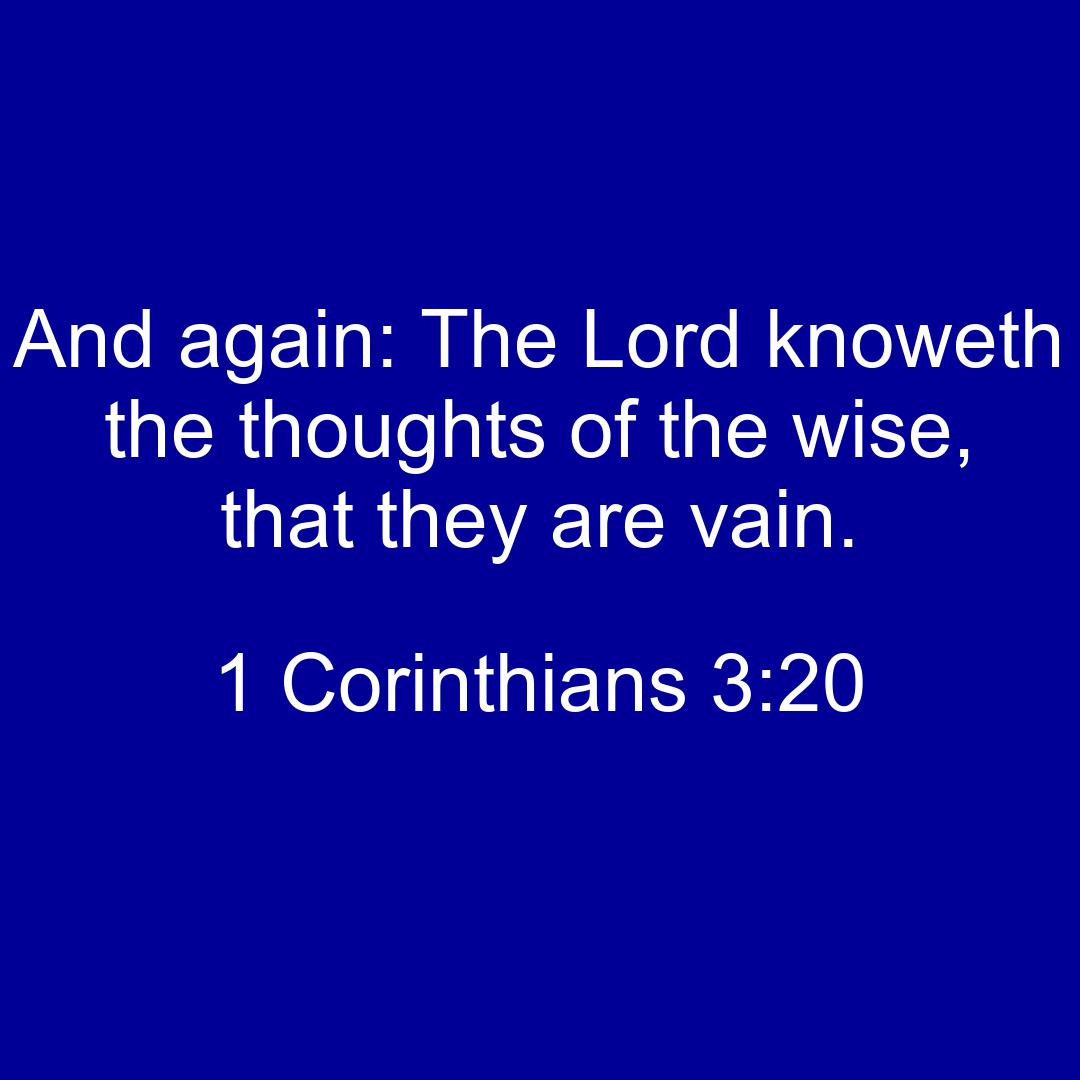 And again: The Lord knoweth
the thoughts of the wise,
that they are vain.
1 Corinthians 3:20